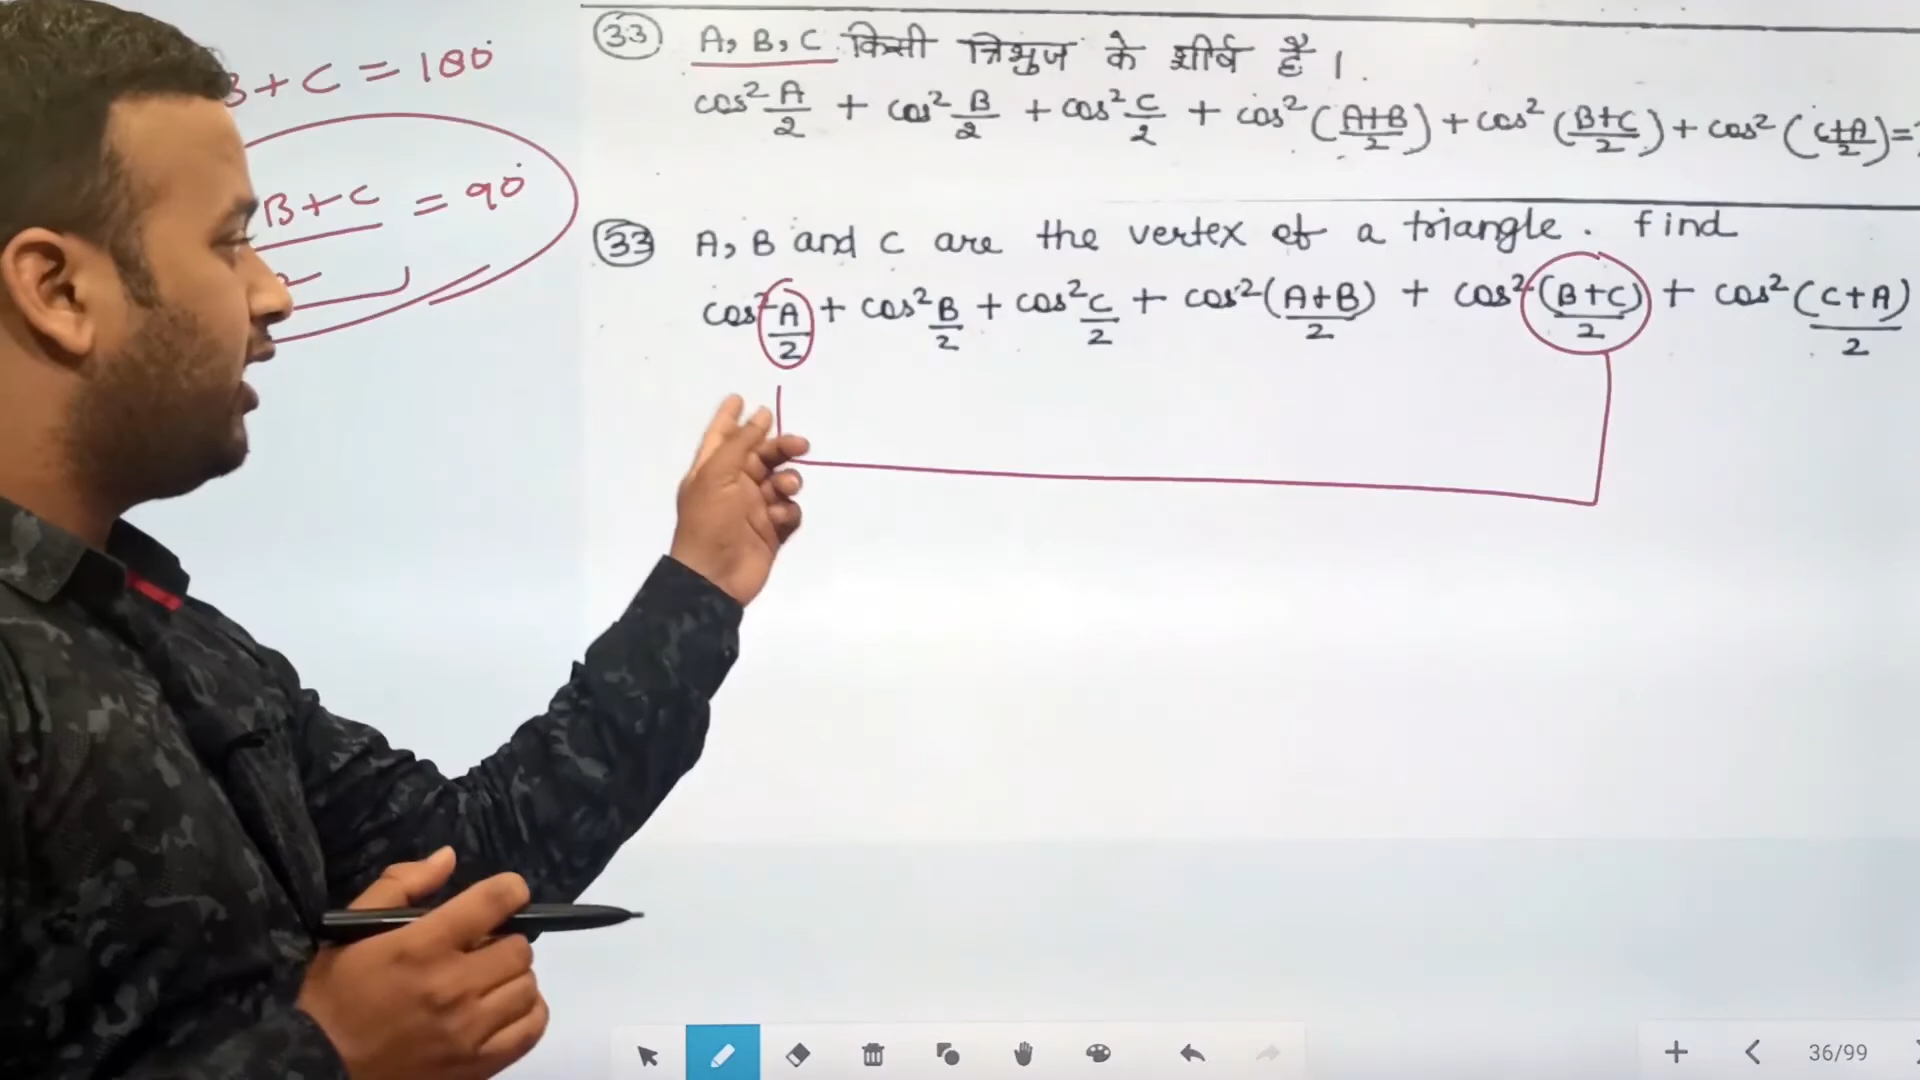 B + C = 180°
B + C = 90°
2
(33) A, B, C किसी त्रिभुज के शीर्ष हैं ।
cos² A/2 + cos² B/2 + cos² C/2 + cos² (A+B)/2 + cos² (B+C)/2 + cos² (C+A)/2 = ?
(33) A, B and C are the vertex of a triangle. find
cos² A/2 + cos² B/2 + cos² C/2 + cos² (A+B)/2 + cos² (B+C)/2 + cos² (C+A)/2
36/99